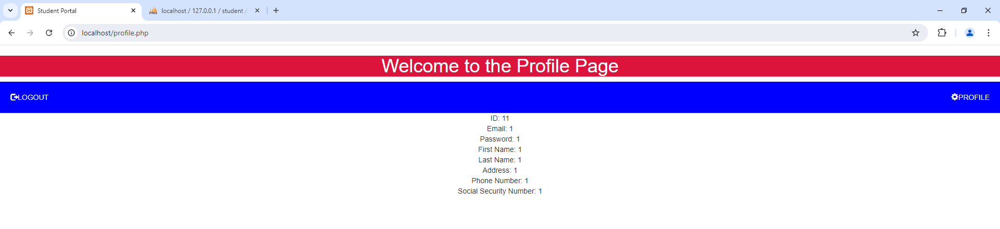 Student Portal
localhost / 127.0.0.1 / student /
localhost/profile.php
Welcome to the Profile Page
LOGOUT
PROFILE
ID: 11
Email: 1
Password: 1
First Name: 1
Last Name: 1
Address: 1
Phone Number: 1
Social Security Number: 1